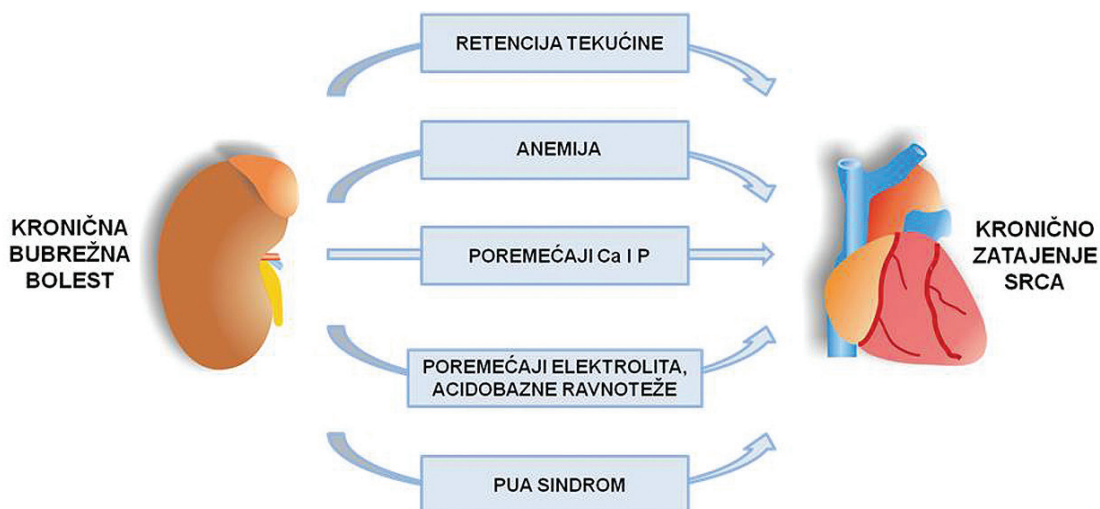 RETENCIJA TEKUĆINE
ANEMIJA
KRONIČNA
BUBREŽNA
BOLEST
POREMEĆAJI Ca I P
KRONIČNO
ZATAJENJE
SRCA
POREMEĆAJI ELEKTROLITA,
ACIDOBAZNE RAVNOTEŽE
PUA SINDROM